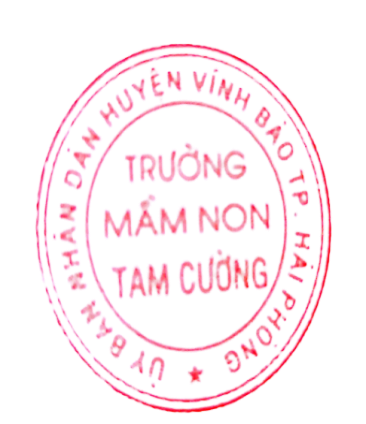 ỦY BAN NHÂN DÂN HUYỆN VĨNH BẢO TP. HẢI PHÒNG
TRƯỜNG
MẦM NON
TAM CƯỜNG
★